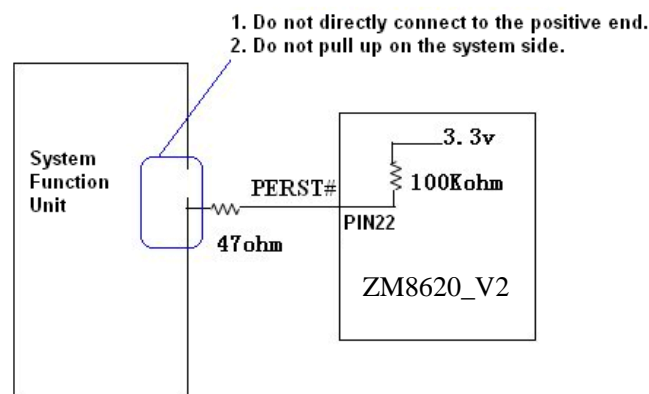 1. Do not directly connect to the positive end.
2. Do not pull up on the system side.
System
Function
Unit
PERST#
47ohm
3.3v
100Kohm
PIN22
ZM8620_V2